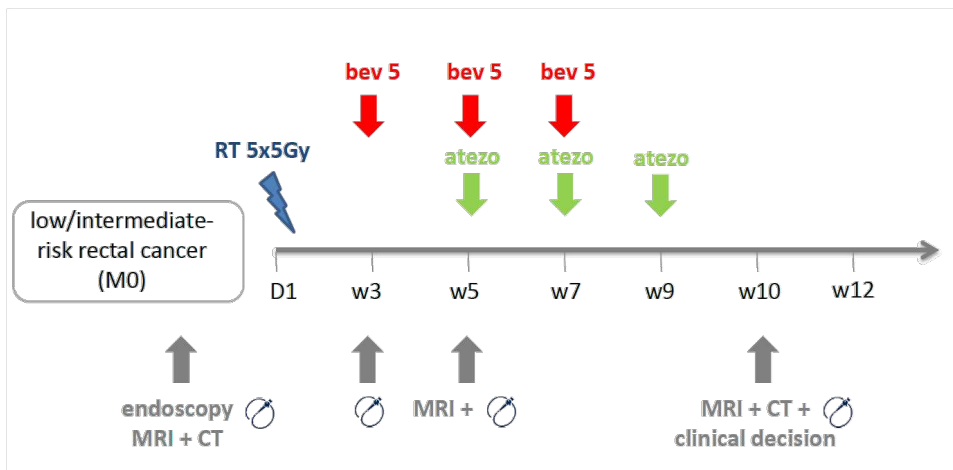 bev 5 bev 5 bev 5
RT 5x5Gy
atezo atezo atezo
low/intermediate-
risk rectal cancer
(M0)
D1 w3 w5 w7 w9 w10 w12
endoscopy
MRI + CT
MRI +
MRI + CT +
clinical decision